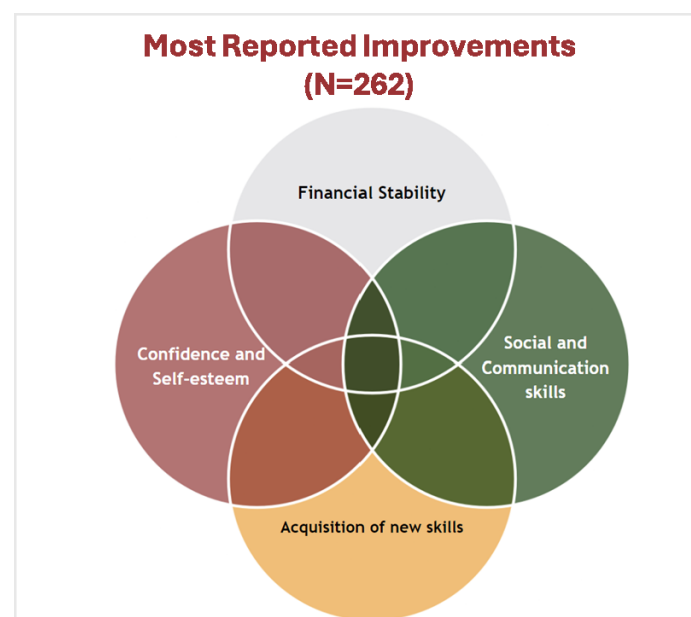 Most Reported Improvements
(N=262)
Financial Stability
Confidence and
Self-esteem
Social and
Communication
skills
Acquisition of new skills